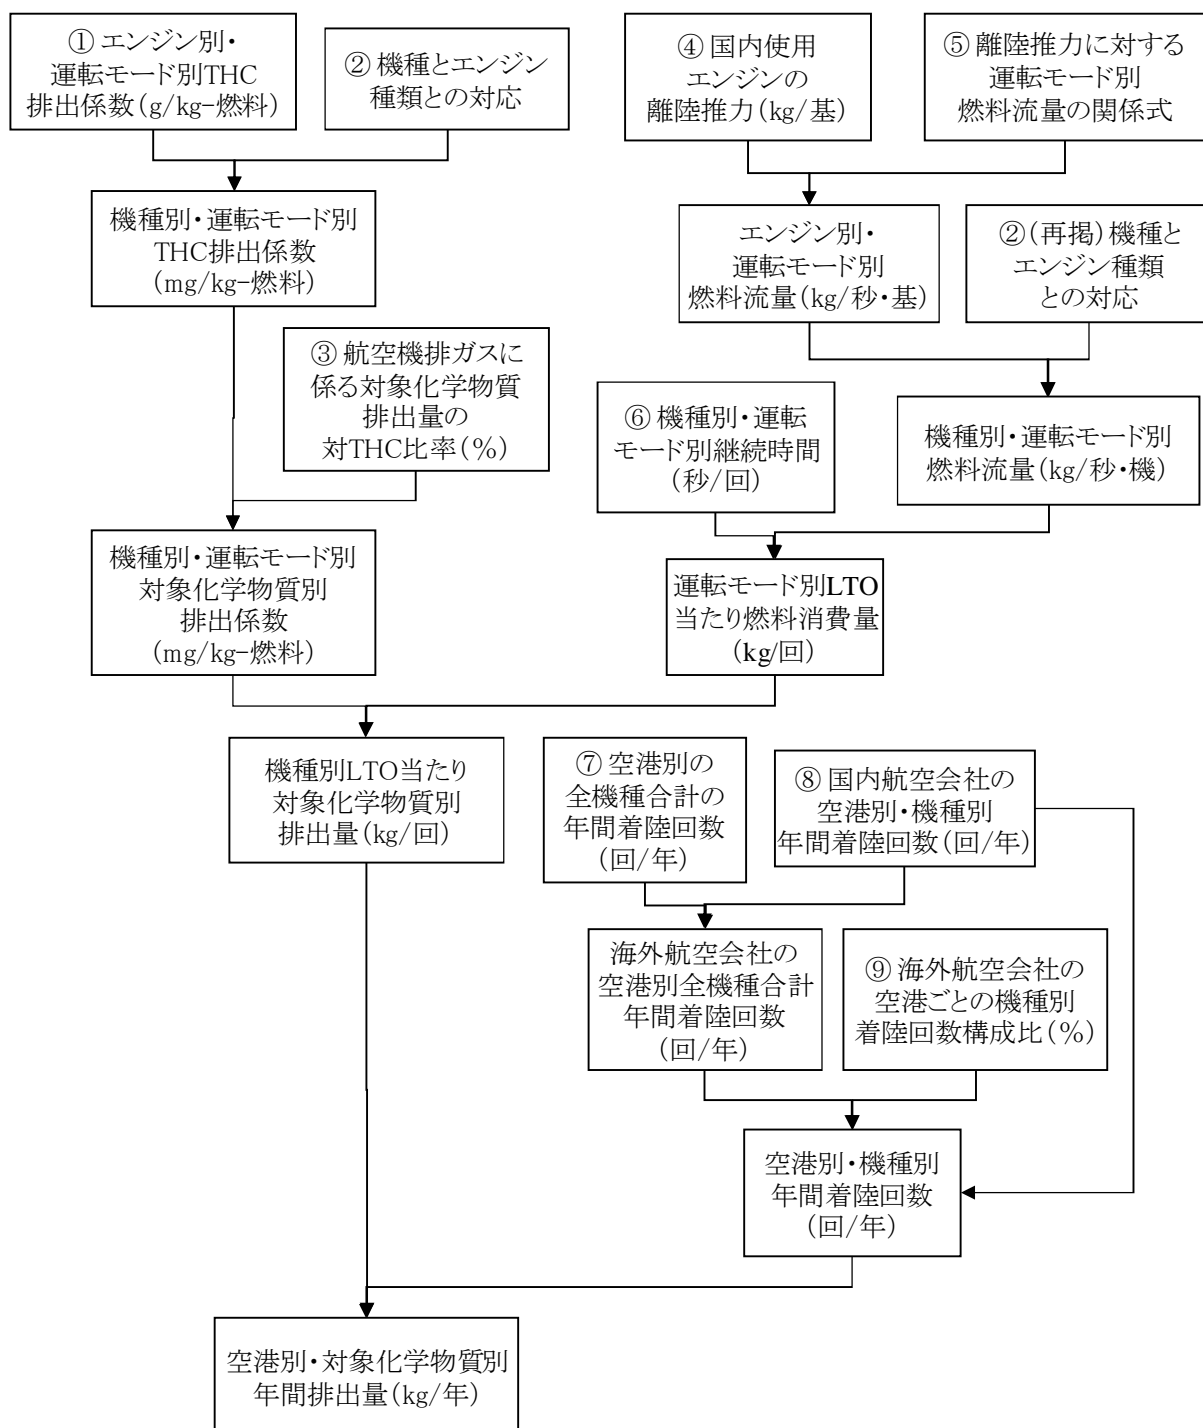 ① エンジン別・
運転モード別THC
排出係数(g/kg-燃料)
② 機種とエンジン
種類との対応
④ 国内使用
エンジンの
離陸推力(kg/基)
⑤ 離陸推力に対する
運転モード別
燃料流量の関係式
機種別・運転モード別
THC排出係数
(mg/kg-燃料)
エンジン別・
運転モード別
燃料流量(kg/秒・基)
②(再掲)機種と
エンジン種類
との対応
③ 航空機排ガスに
係る対象化学物質
排出量の
対THC比率(%)
⑥ 機種別・運転
モード別継続時間
(秒/回)
機種別・運転モード別
燃料流量(kg/秒・機)
機種別・運転モード別
対象化学物質別
排出係数
(mg/kg-燃料)
運転モード別LTO
当たり燃料消費量
(kg/回)
機種別LTO当たり
対象化学物質別
排出量(kg/回)
⑦ 空港別の
全機種合計の
年間着陸回数
(回/年)
⑧ 国内航空会社の
空港別・機種別
年間着陸回数(回/年)
海外航空会社の
空港別全機種合計
年間着陸回数
(回/年)
⑨ 海外航空会社の
空港ごとの機種別
着陸回数構成比(%)
空港別・機種別
年間着陸回数
(回/年)
空港別・対象化学物質別
年間排出量(kg/年)